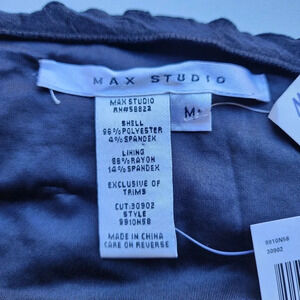 MAX STUDIO
M
MAX STUDIO
RN#58822
SHELL
96%POLYESTER
4%SPANDEX
LINING
86%RAYON
14%SPANDEX
EXCLUSIVE OF
TRIMS
CUT:30902
STYLE
9910N58
MADE IN CHINA
CARE ON REVERSE
9910N58
30902